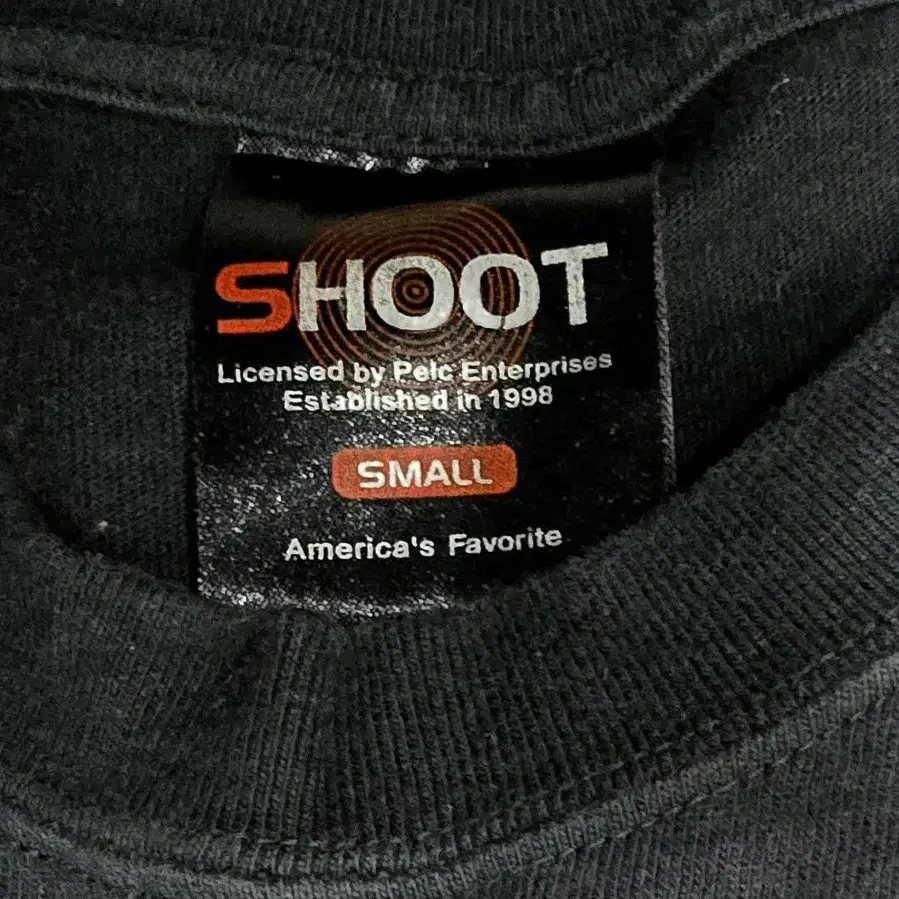 SHOOT
Licensed by Pelc Enterprises
Established in 1998
SMALL
America's Favorite